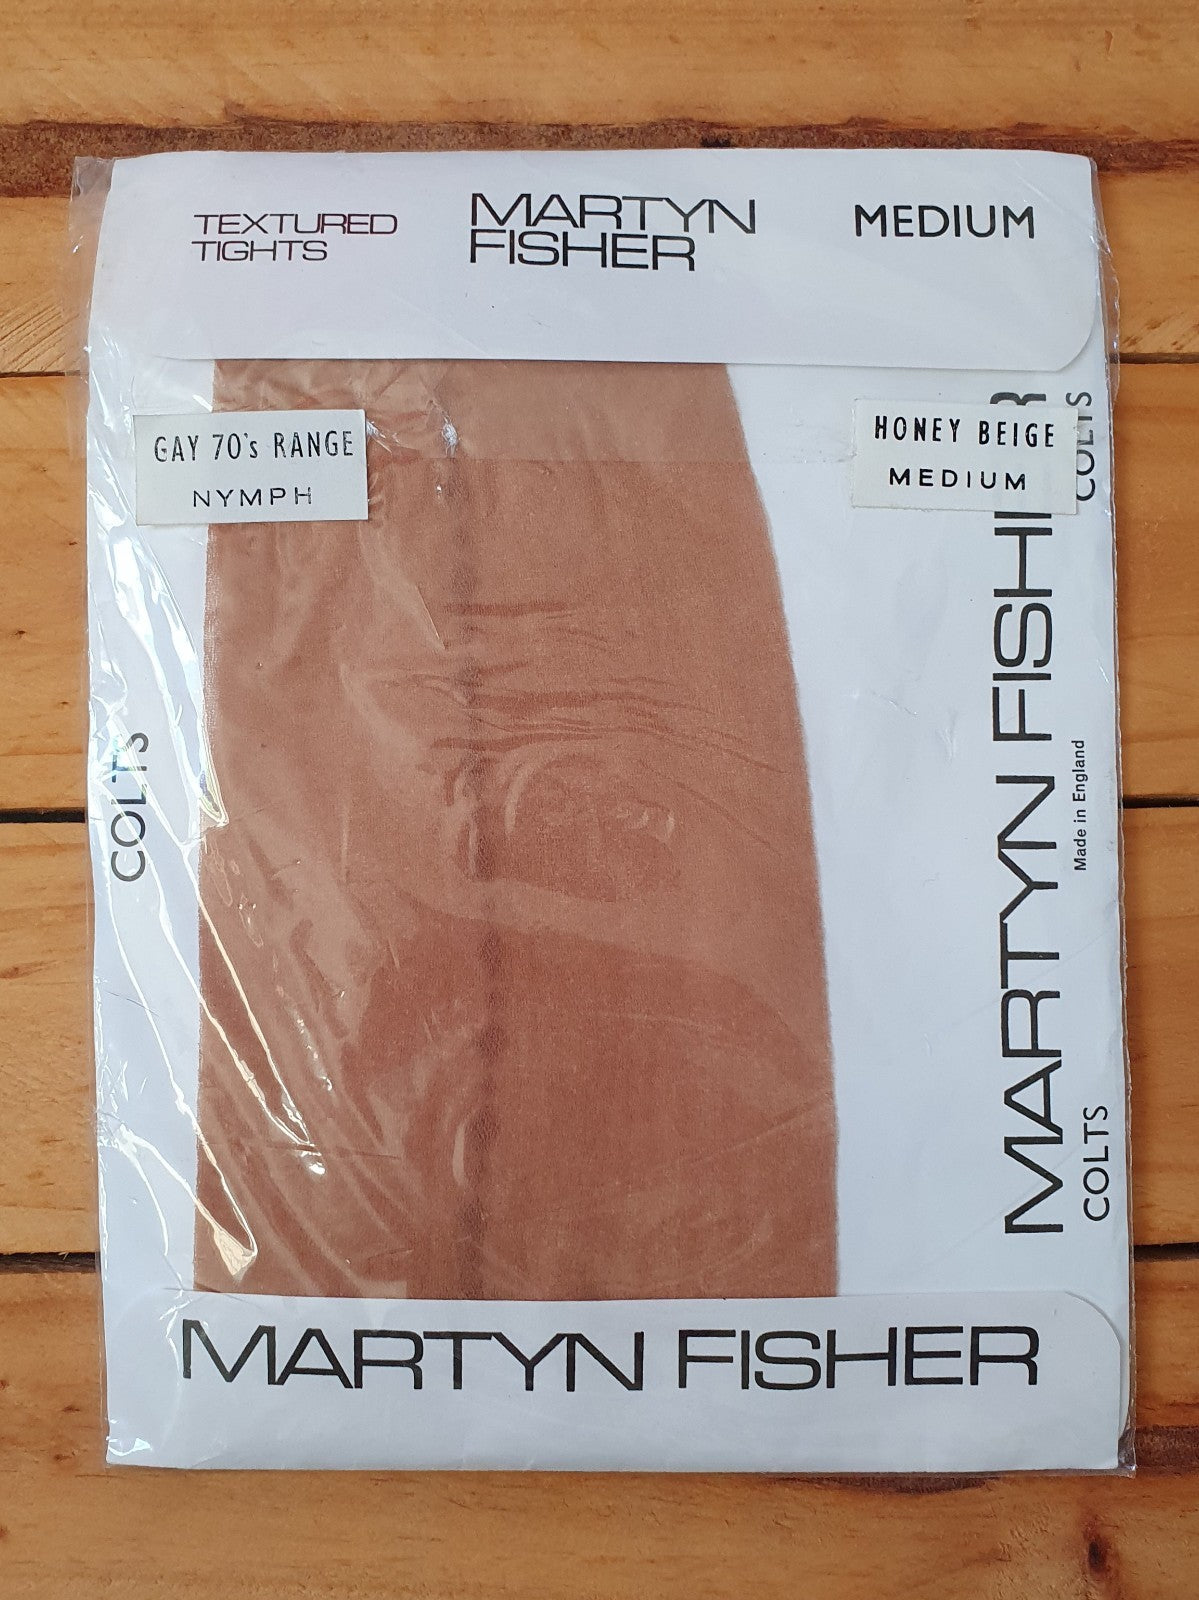 TEXTURED
TIGHTS
MARTYN
FISHER
MEDIUM
GAY 70's RANGE
NYMPH
HONEY BEIGE
MEDIUM
COLTS
COLTS
MARTYN FISHER
Made in England
COLTS
MARTYN FISHER